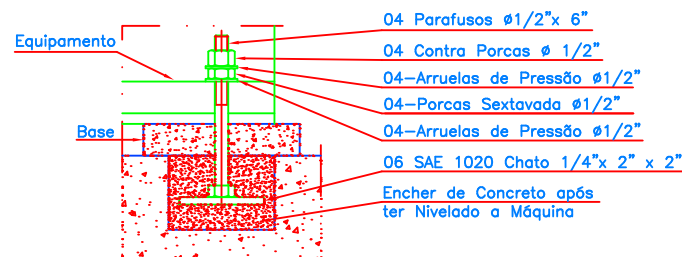 04 Parafusos ø1/2”x 6”
Equipamento
04 Contra Porcas ø 1/2”
04-Arruelas de Pressão ø1/2”
04-Porcas Sextavada ø1/2”
Base
04-Arruelas de Pressão ø1/2”
06 SAE 1020 Chato 1/4”x 2” x 2”
Encher de Concreto após
ter Nivelado a Máquina